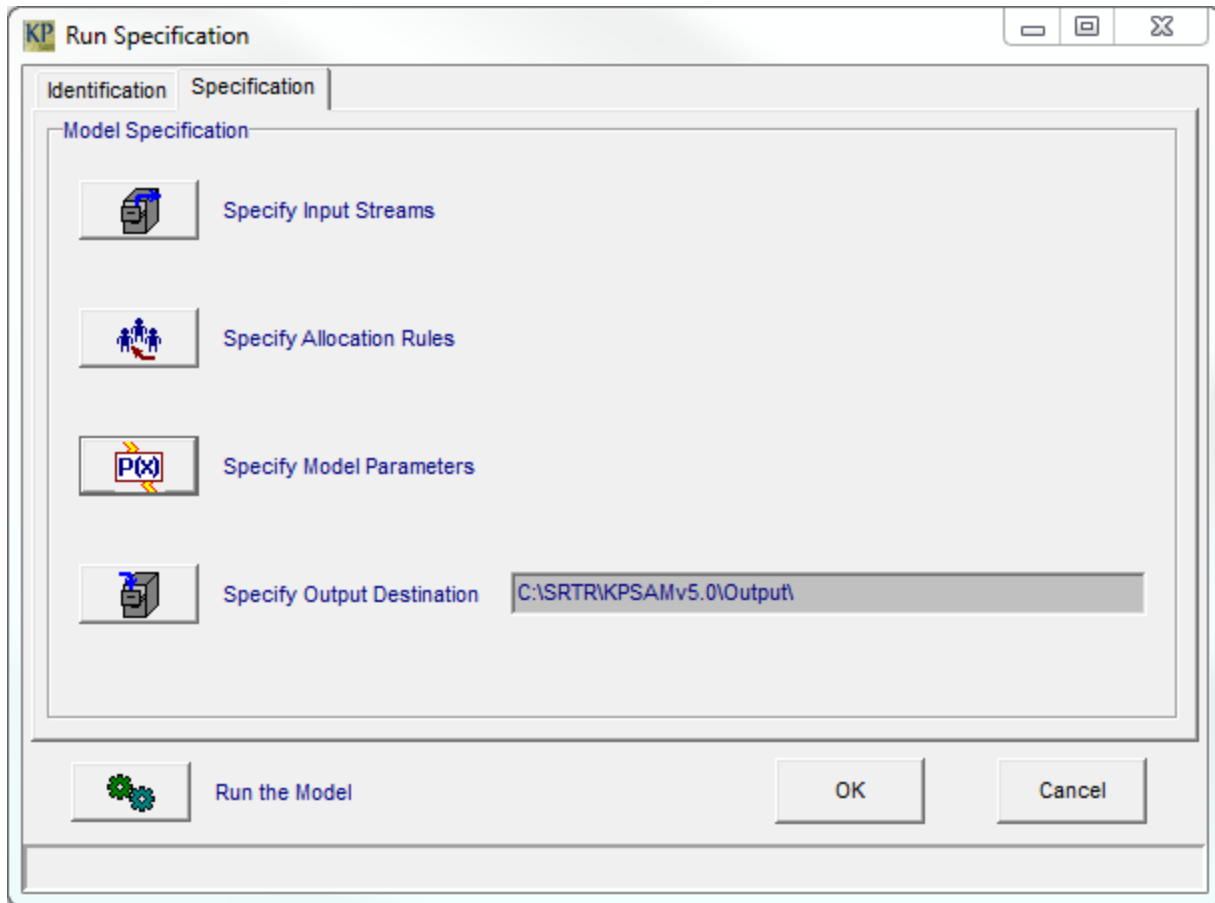 KP Run Specification
Identification Specification
Model Specification
Specify Input Streams
Specify Allocation Rules
P(x) Specify Model Parameters
Specify Output Destination C:\SRTR\KPSAMv5.0\Output\
Run the Model OK Cancel